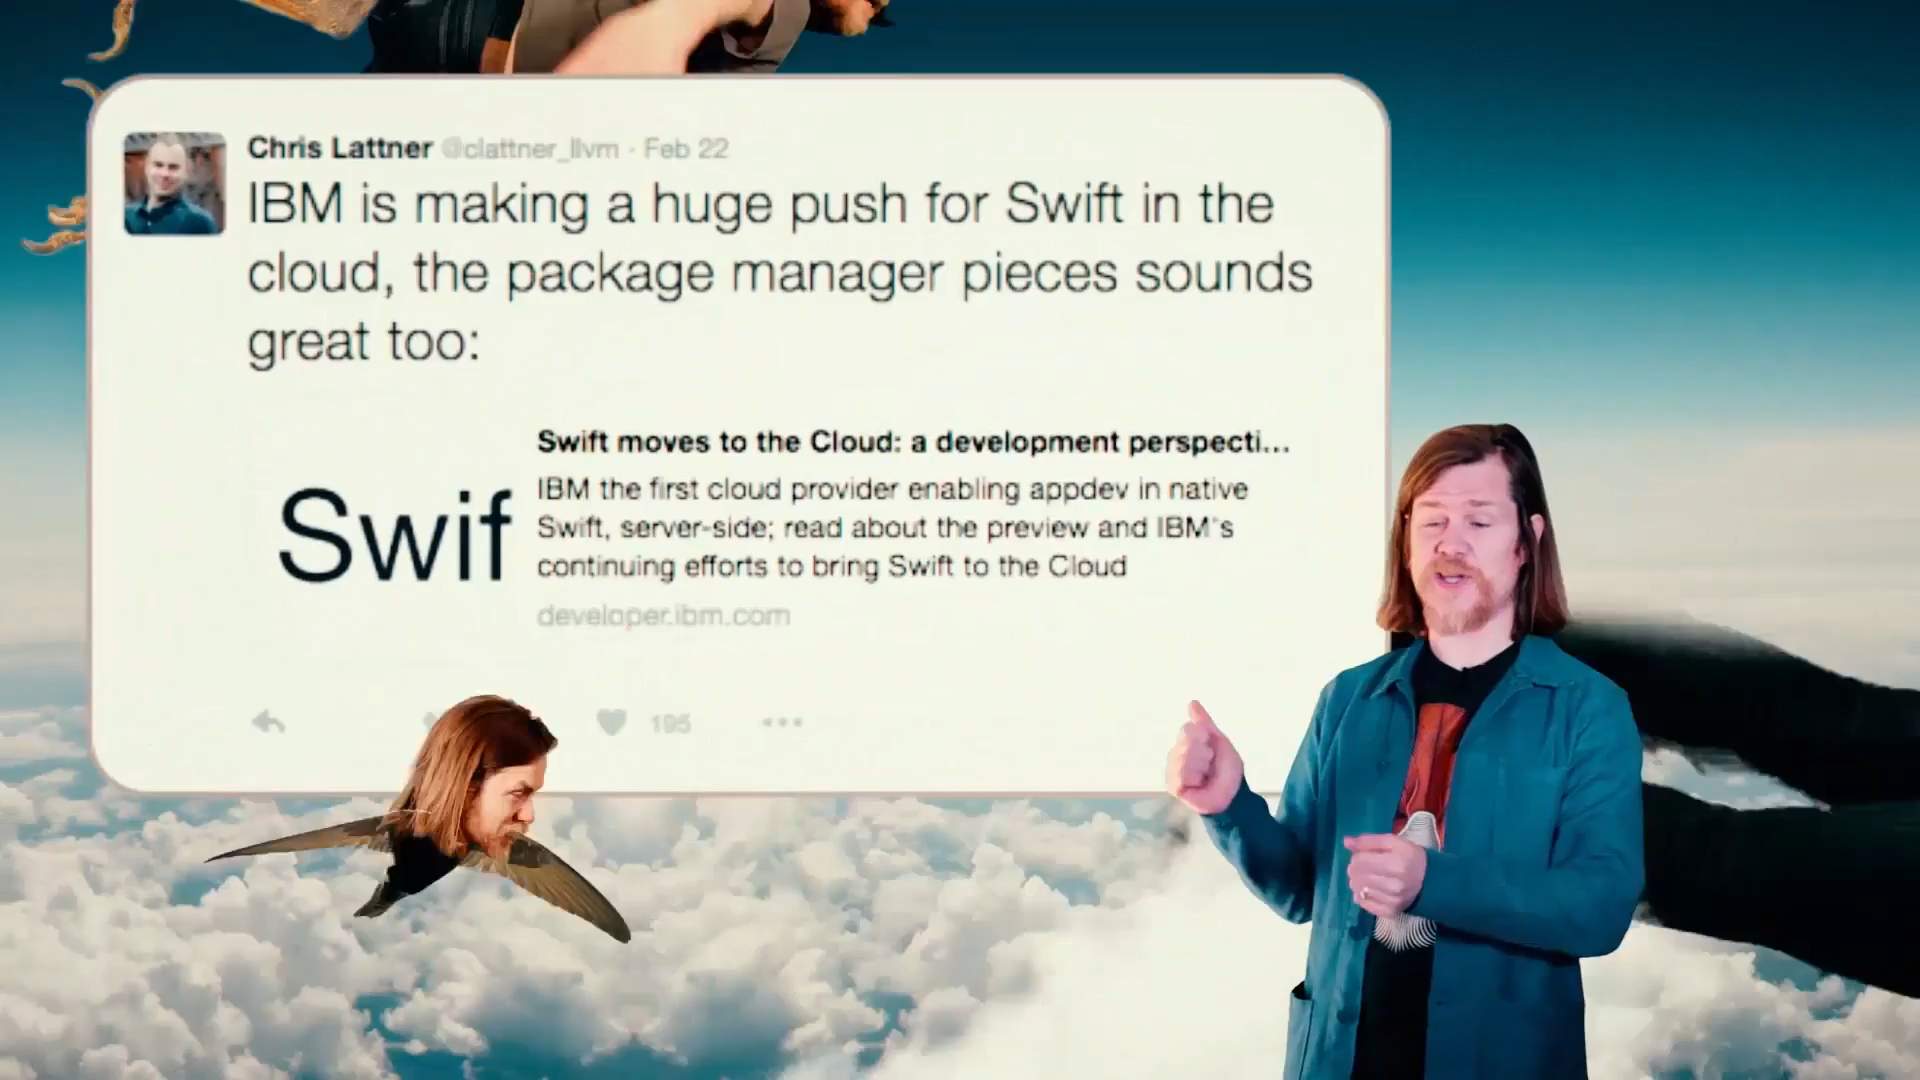 Chris Lattner @clattner_llvm · Feb 22
IBM is making a huge push for Swift in the
cloud, the package manager pieces sounds
great too:
Swift moves to the Cloud: a development perspecti...
Swif
IBM the first cloud provider enabling appdev in native
Swift, server-side; read about the preview and IBM's
continuing efforts to bring Swift to the Cloud
developer.ibm.com
195